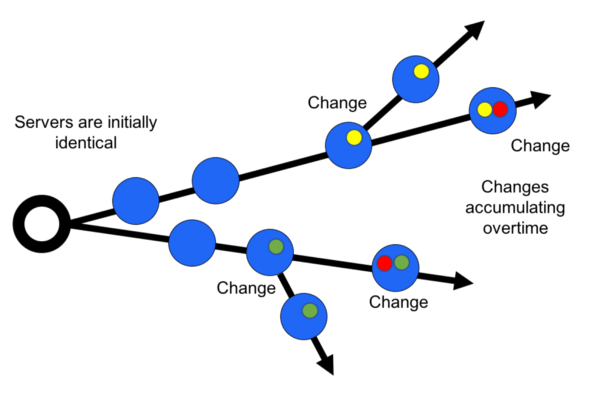 Change
Servers are initially
identical
Change
Changes
accumulating
overtime
Change
Change